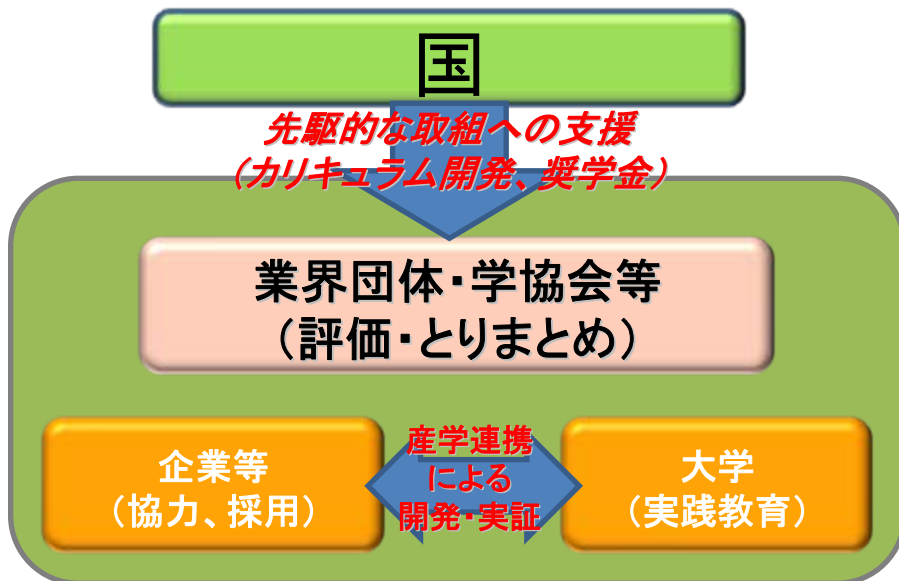 国
先駆的な取組への支援
（カリキュラム開発、奨学金）
業界団体・学協会等
（評価・とりまとめ）
企業等
（協力、採用）
産学連携
による
開発・実証
大学
（実践教育）